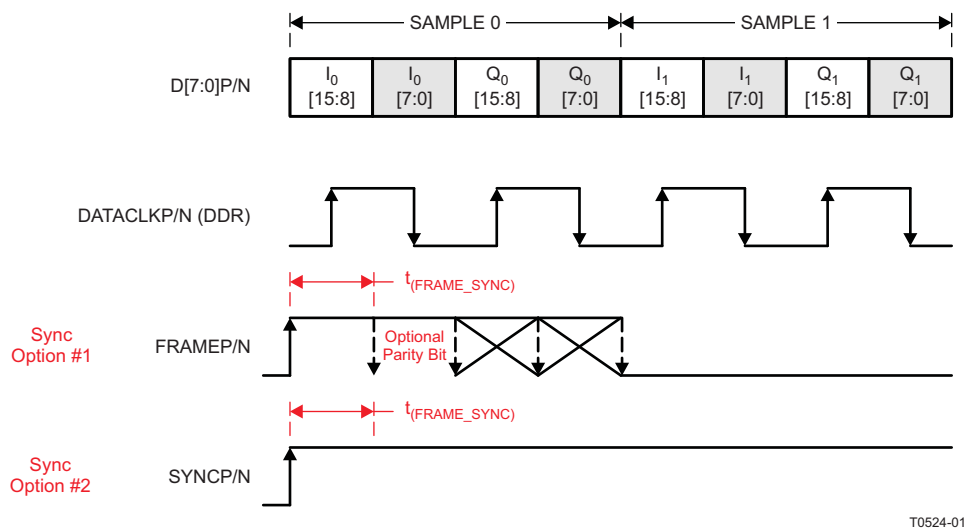 SAMPLE 0 SAMPLE 1
D[7:0]P/N
I0 I0 Q0 Q0 I1 I1 Q1 Q1
[15:8] [7:0] [15:8] [7:0] [15:8] [7:0] [15:8] [7:0]
DATACLKP/N (DDR)
t(FRAME_SYNC)
Sync
Option #1
FRAMEP/N
Optional
Parity Bit
t(FRAME_SYNC)
Sync
Option #2
SYNCP/N
T0524-01